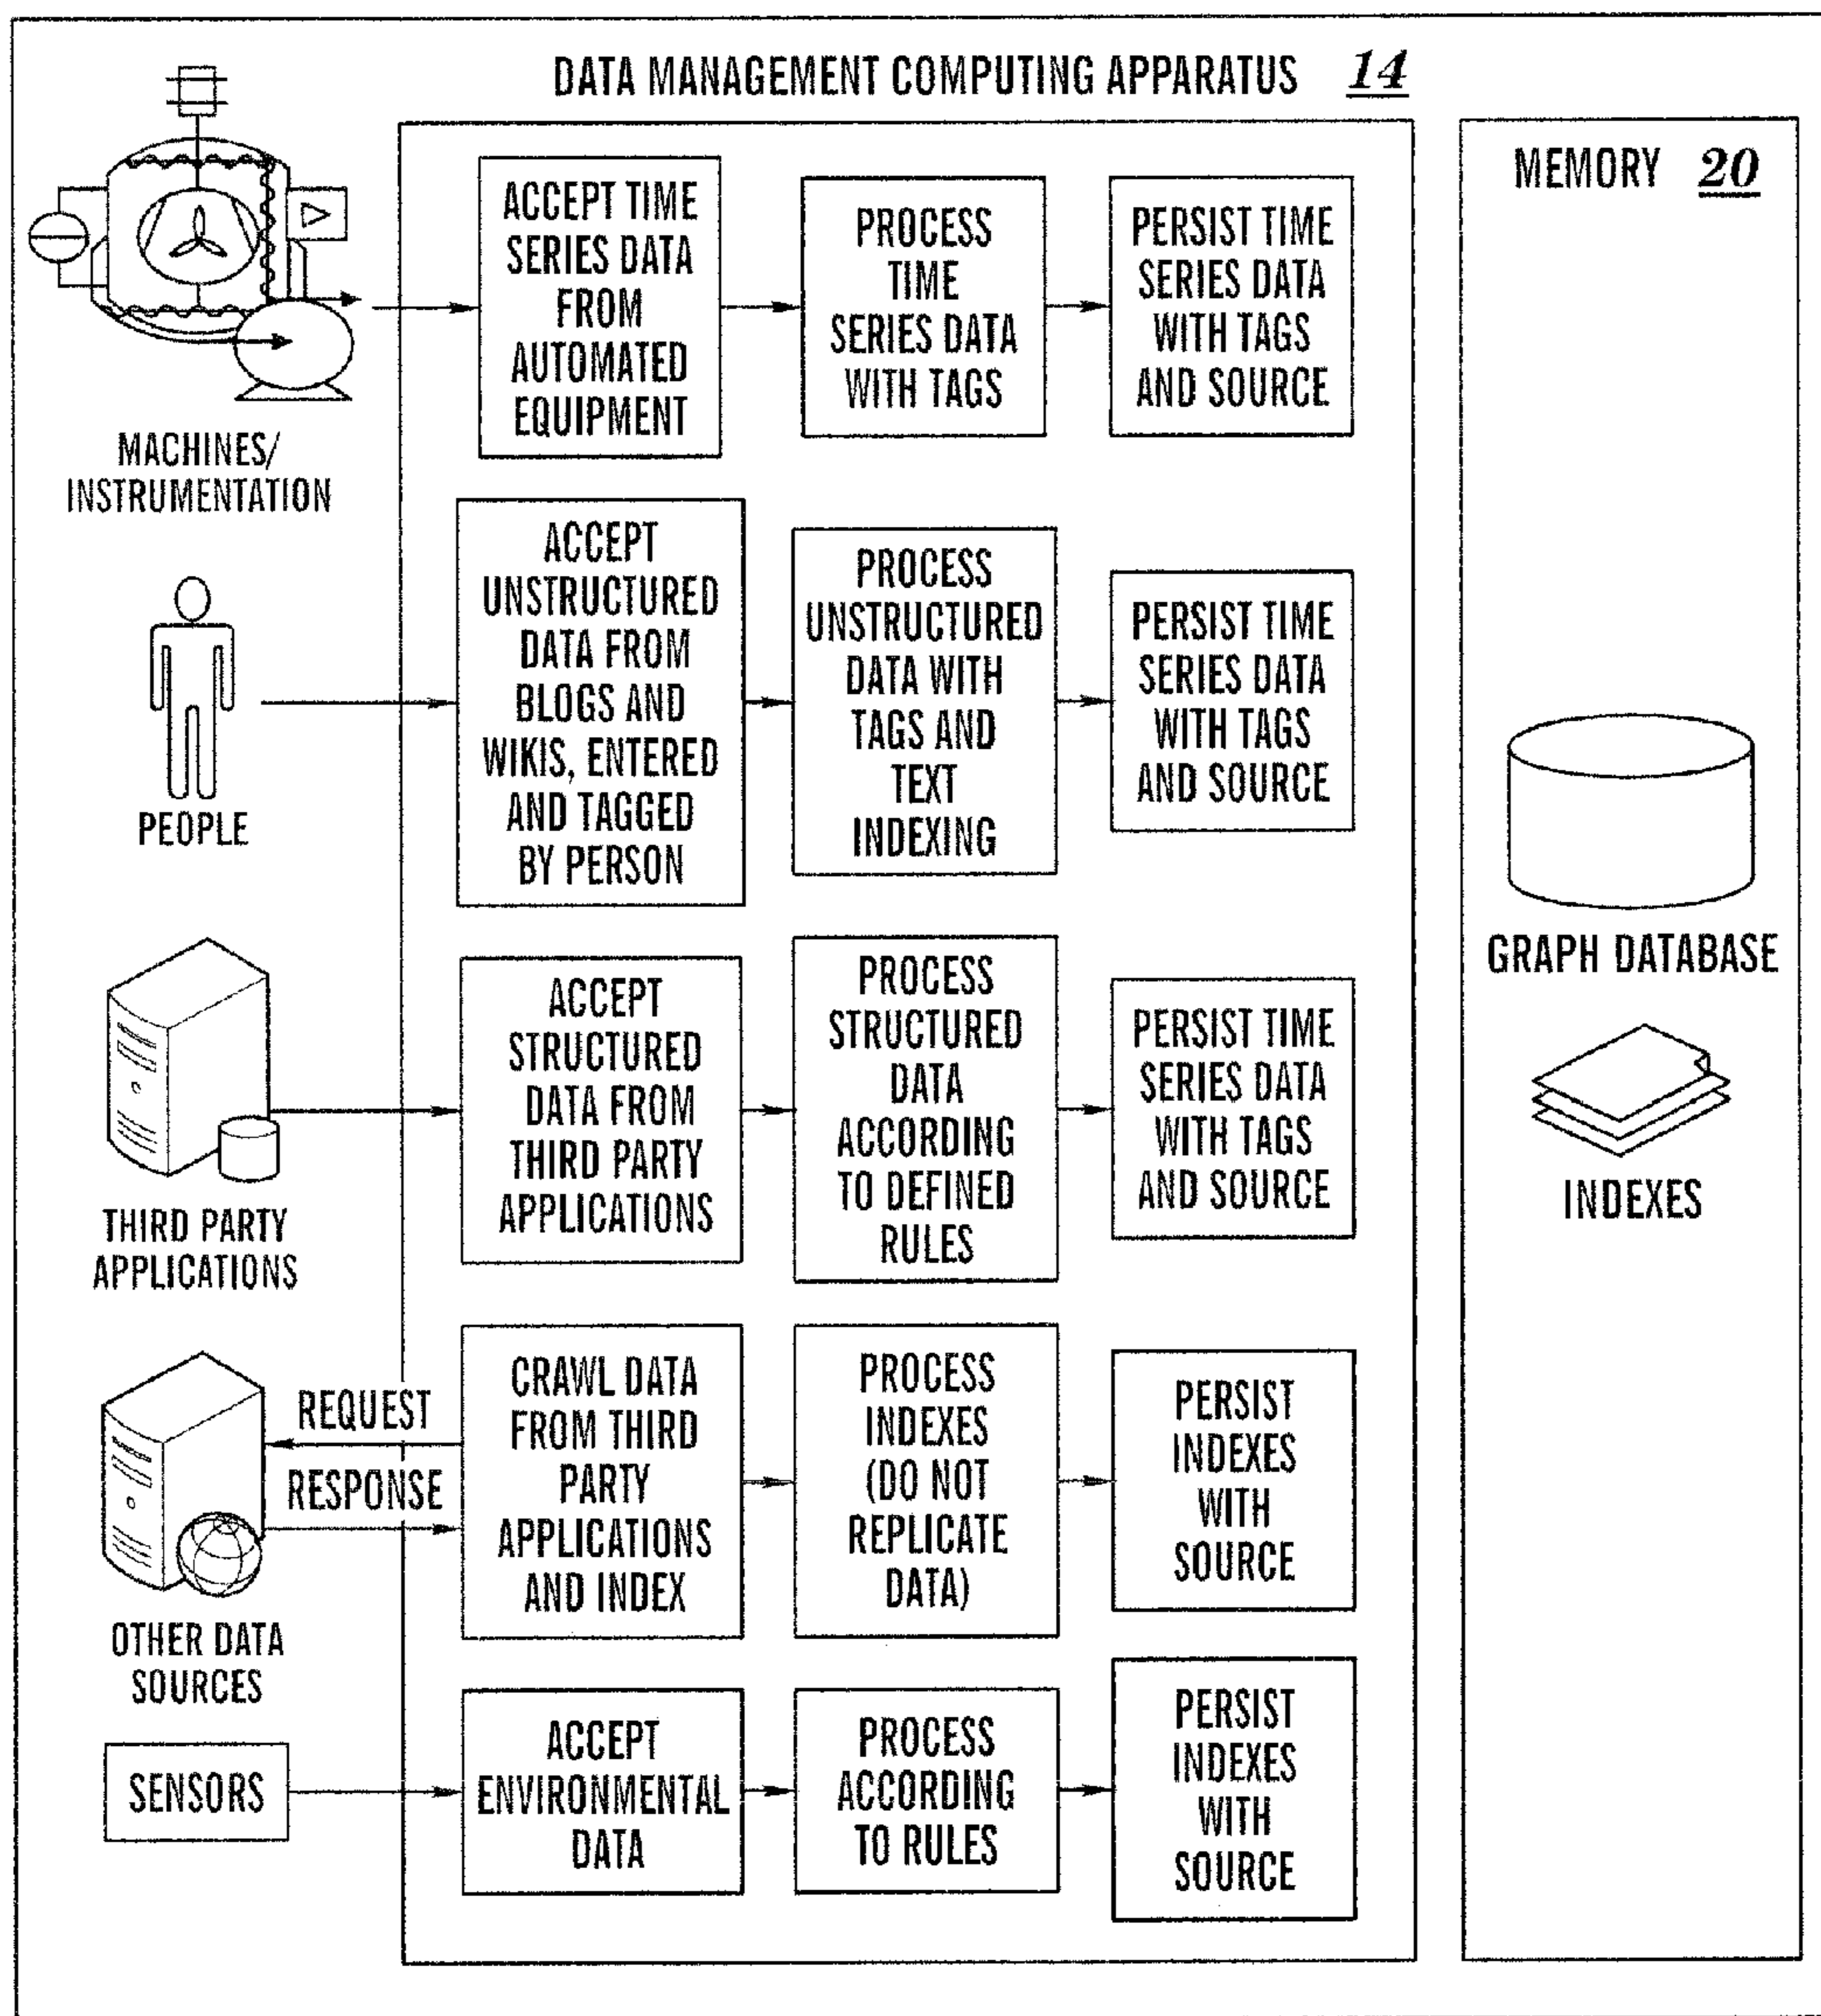 DATA MANAGEMENT COMPUTING APPARATUS 14
MACHINES/
INSTRUMENTATION
ACCEPT TIME
SERIES DATA
FROM
AUTOMATED
EQUIPMENT
PROCESS
TIME
SERIES DATA
WITH TAGS
PERSIST TIME
SERIES DATA
WITH TAGS
AND SOURCE
PEOPLE
ACCEPT
UNSTRUCTURED
DATA FROM
BLOGS AND
WIKIS, ENTERED
AND TAGGED
BY PERSON
PROCESS
UNSTRUCTURED
DATA WITH
TAGS AND
TEXT
INDEXING
PERSIST TIME
SERIES DATA
WITH TAGS
AND SOURCE
THIRD PARTY
APPLICATIONS
ACCEPT
STRUCTURED
DATA FROM
THIRD PARTY
APPLICATIONS
PROCESS
STRUCTURED
DATA
ACCORDING
TO DEFINED
RULES
PERSIST TIME
SERIES DATA
WITH TAGS
AND SOURCE
OTHER DATA
SOURCES
REQUEST
RESPONSE
CRAWL DATA
FROM THIRD
PARTY
APPLICATIONS
AND INDEX
PROCESS
INDEXES
(DO NOT
REPLICATE
DATA)
PERSIST
INDEXES
WITH
SOURCE
SENSORS
ACCEPT
ENVIRONMENTAL
DATA
PROCESS
ACCORDING
TO RULES
PERSIST
INDEXES
WITH
SOURCE
MEMORY 20
GRAPH DATABASE
INDEXES